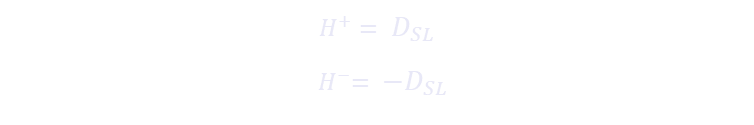 H⁺ = D_SL
H⁻ = −D_SL